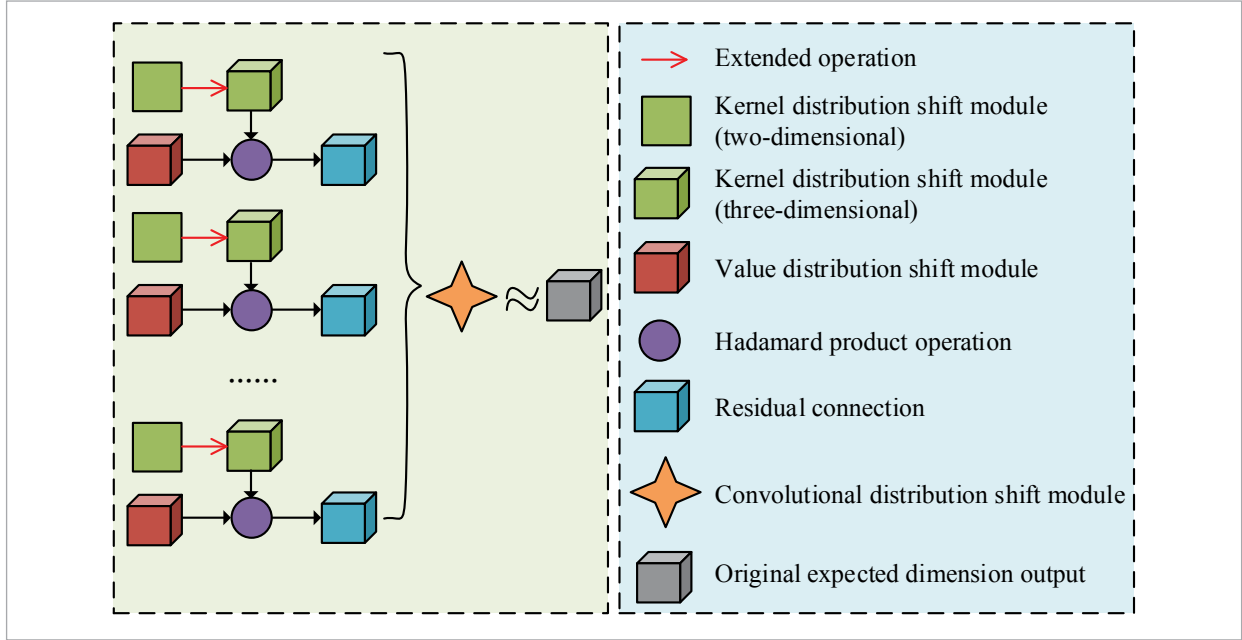 Extended operation
Kernel distribution shift module
(two-dimensional)
Kernel distribution shift module
(three-dimensional)
Value distribution shift module
Hadamard product operation
......
Residual connection
Convolutional distribution shift module
Original expected dimension output